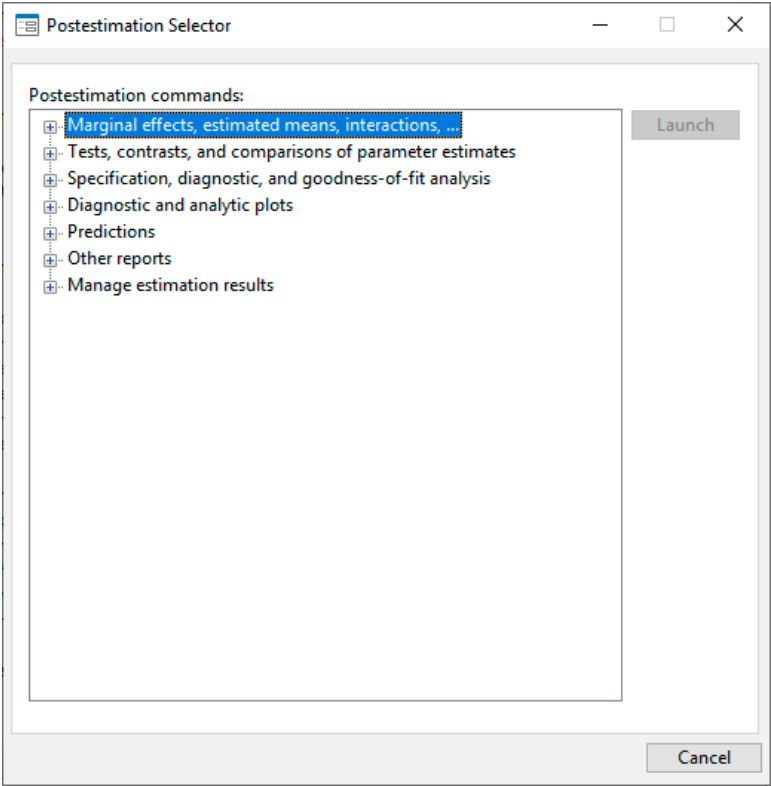 Postestimation Selector
Postestimation commands:
Marginal effects, estimated means, interactions, ...
Launch
Tests, contrasts, and comparisons of parameter estimates
Specification, diagnostic, and goodness-of-fit analysis
Diagnostic and analytic plots
Predictions
Other reports
Manage estimation results
Cancel